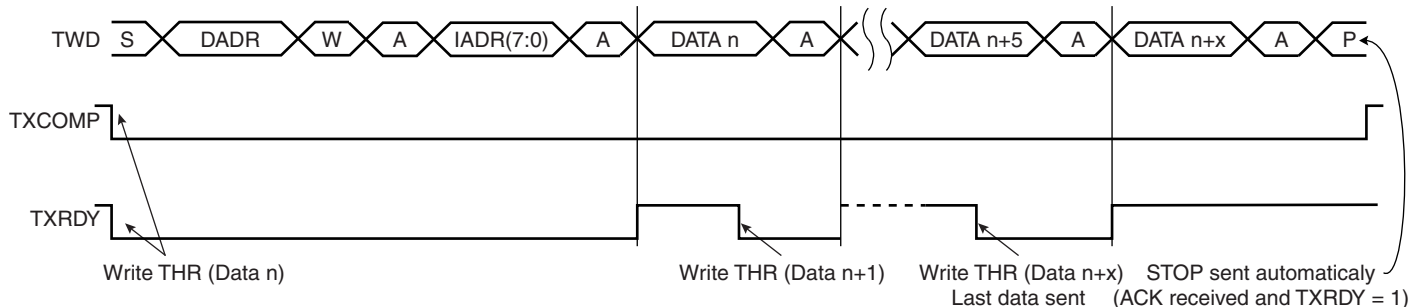 TWD S DADR W A IADR(7:0) A DATA n A DATA n+5 A DATA n+x A P
TXCOMP
TXRDY
Write THR (Data n) Write THR (Data n+1) Write THR (Data n+x) STOP sent automaticaly
Last data sent (ACK received and TXRDY = 1)